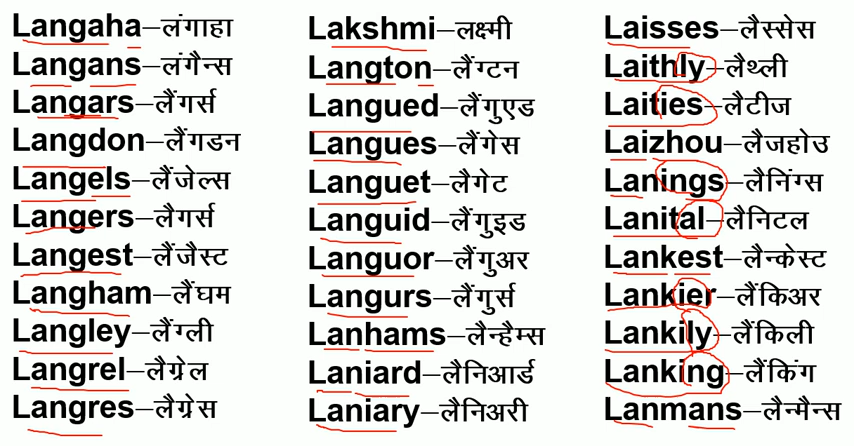 Langaha–लंगाहा
Langans–लंगैन्स
Langars–लैंगर्स
Langdon–लैंगडन
Langels–लैंजेल्स
Langers–लैगर्स
Langest–लैंजैस्ट
Langham–लैंघम
Langley–लैंग्ली
Langrel–लैग्रेल
Langres–लैग्रेस
Lakshmi–लक्ष्मी
Langton–लैंग्टन
Langued–लैंगुएड
Langues–लैंगेस
Languet–लैगेट
Languid–लैंगुइड
Languor–लैंगुअर
Langurs–लैंगुर्स
Lanhams–लैन्हैम्स
Laniard–लैनिआर्ड
Laniary–लैनिअरी
Laisses–लैस्सेस
Laithly–लैथ्ली
Laities–लैटीज
Laizhou–लैजहोउ
Lanings–लैनिंग्स
Lanital–लैनिटल
Lankest–लैन्केस्ट
Lankier–लैंकिअर
Lankily–लैंकिली
Lanking–लैंकिंग
Lanmans–लैन्मैन्स